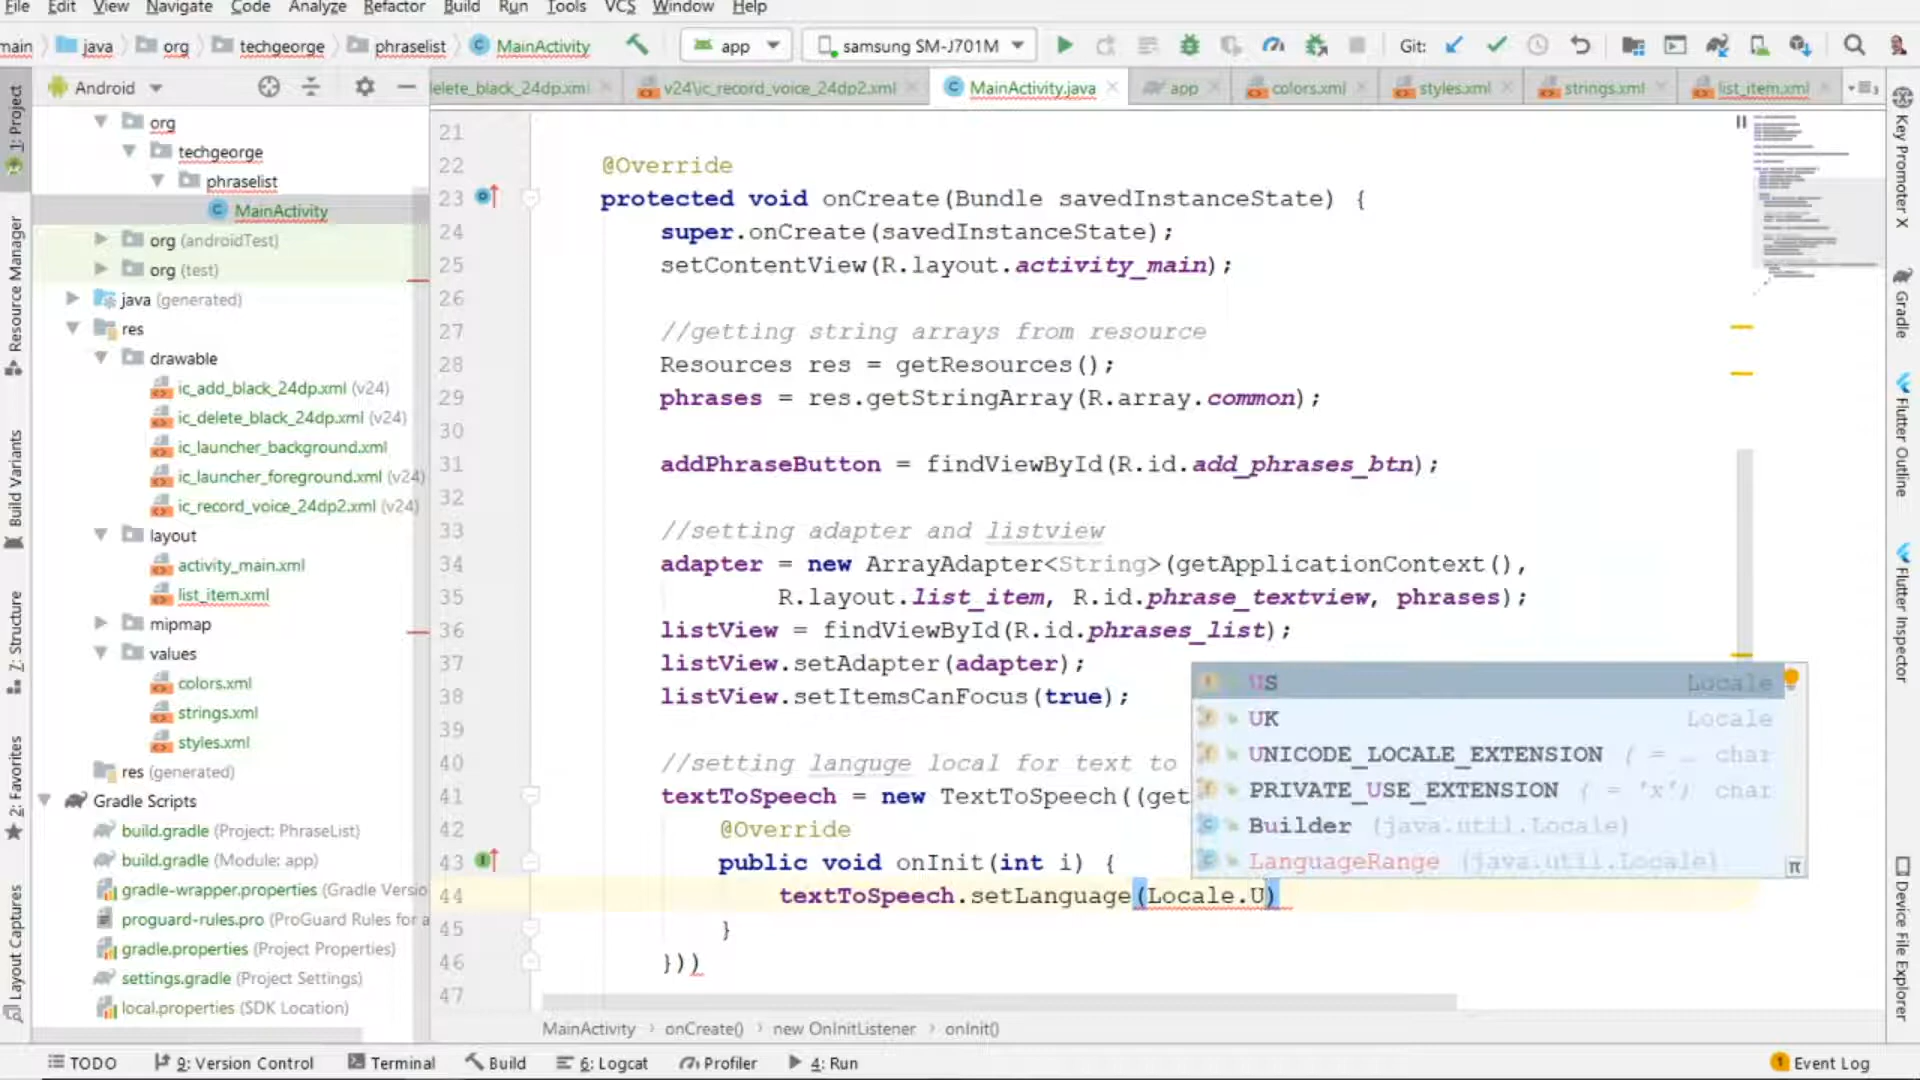 File Edit View Navigate Code Analyze Refactor Build Run Tools VCS Window Help
main java org techgeorge phraselist MainActivity app samsung SM-J701M Git:
Android
elete_black_24dp.xml v24\ic_record_voice_24dp2.xml MainActivity.java app colors.xml styles.xml strings.xml list_item.xml
1: Project
Resource Manager
Build Variants
7: Structure
2: Favorites
Layout Captures
org
techgeorge
phraselist
MainActivity
org (androidTest)
org (test)
java (generated)
res
drawable
ic_add_black_24dp.xml (v24)
ic_delete_black_24dp.xml (v24)
ic_launcher_background.xml
ic_launcher_foreground.xml (v24)
ic_record_voice_24dp2.xml (v24)
layout
activity_main.xml
list_item.xml
mipmap
values
colors.xml
strings.xml
styles.xml
res (generated)
Gradle Scripts
build.gradle (Project: PhraseList)
build.gradle (Module: app)
gradle-wrapper.properties (Gradle Versio
proguard-rules.pro (ProGuard Rules for a
gradle.properties (Project Properties)
settings.gradle (Project Settings)
local.properties (SDK Location)
21
22 @Override
23 protected void onCreate(Bundle savedInstanceState) {
24 super.onCreate(savedInstanceState);
25 setContentView(R.layout.activity_main);
26
27 //getting string arrays from resource
28 Resources res = getResources();
29 phrases = res.getStringArray(R.array.common);
30
31 addPhraseButton = findViewById(R.id.add_phrases_btn);
32
33 //setting adapter and listview
34 adapter = new ArrayAdapter<String>(getApplicationContext(),
35 R.layout.list_item, R.id.phrase_textview, phrases);
36 listView = findViewById(R.id.phrases_list);
37 listView.setAdapter(adapter);
38 listView.setItemsCanFocus(true);
39
40 //setting languge local for text to
41 textToSpeech = new TextToSpeech((get
42 @Override
43 public void onInit(int i) {
44 textToSpeech.setLanguage(Locale.U)
45 }
46 }))
47
US Locale
UK Locale
UNICODE_LOCALE_EXTENSION ( = … char
PRIVATE_USE_EXTENSION ( = 'x') char
Builder (java.util.Locale)
LanguageRange (java.util.Locale)
π
MainActivity › onCreate() › new OnInitListener › onInit()
Key Promoter X
Gradle
Flutter Outline
Flutter Inspector
Device File Explorer
TODO 9: Version Control Terminal Build 6: Logcat Profiler 4: Run 1 Event Log